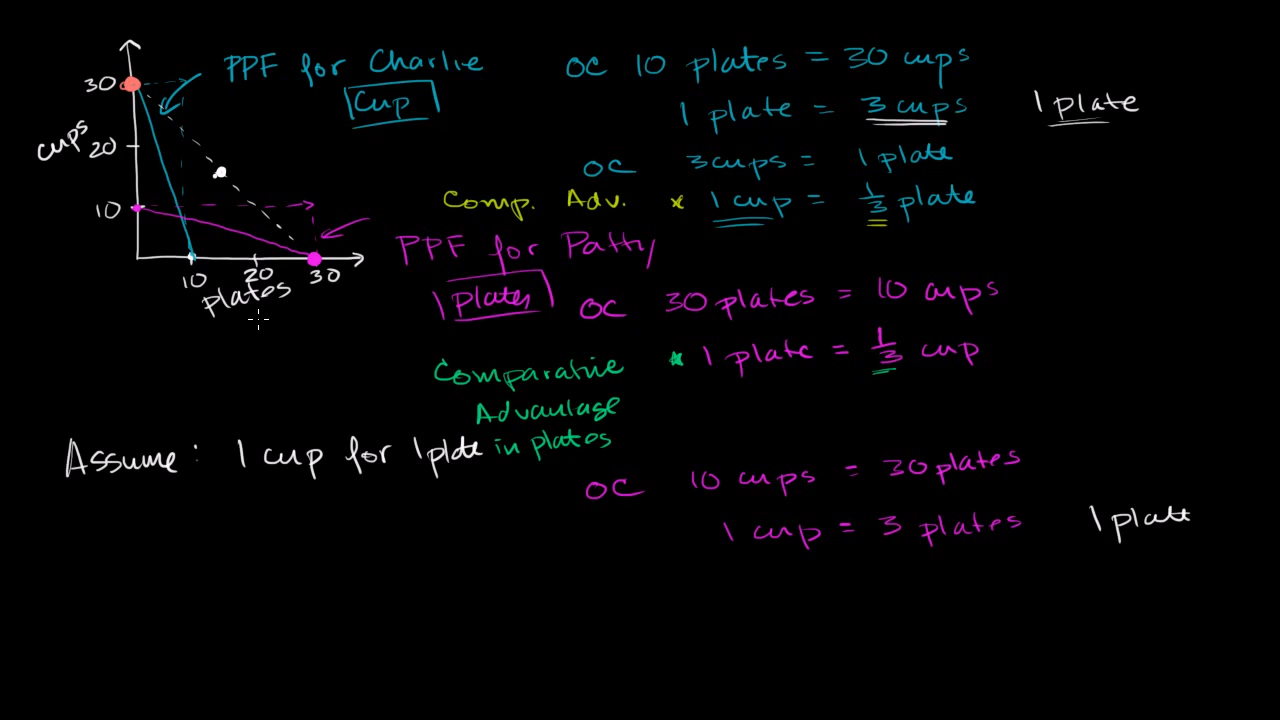 30
20
10
cups
10
20
30
plates
PPF for Charlie
Cup
OC 10 plates = 30 cups
1 plate = 3 cups 1 plate
OC 3 cups = 1 plate
Comp. Adv. * 1 cup = 1/3 plate
PPF for Patty
plates
OC 30 plates = 10 cups
* 1 plate = 1/3 cup
Comparative
Advantage
in plates
Assume: 1 cup for 1 plate
OC 10 cups = 30 plates
1 cup = 3 plates 1 plate